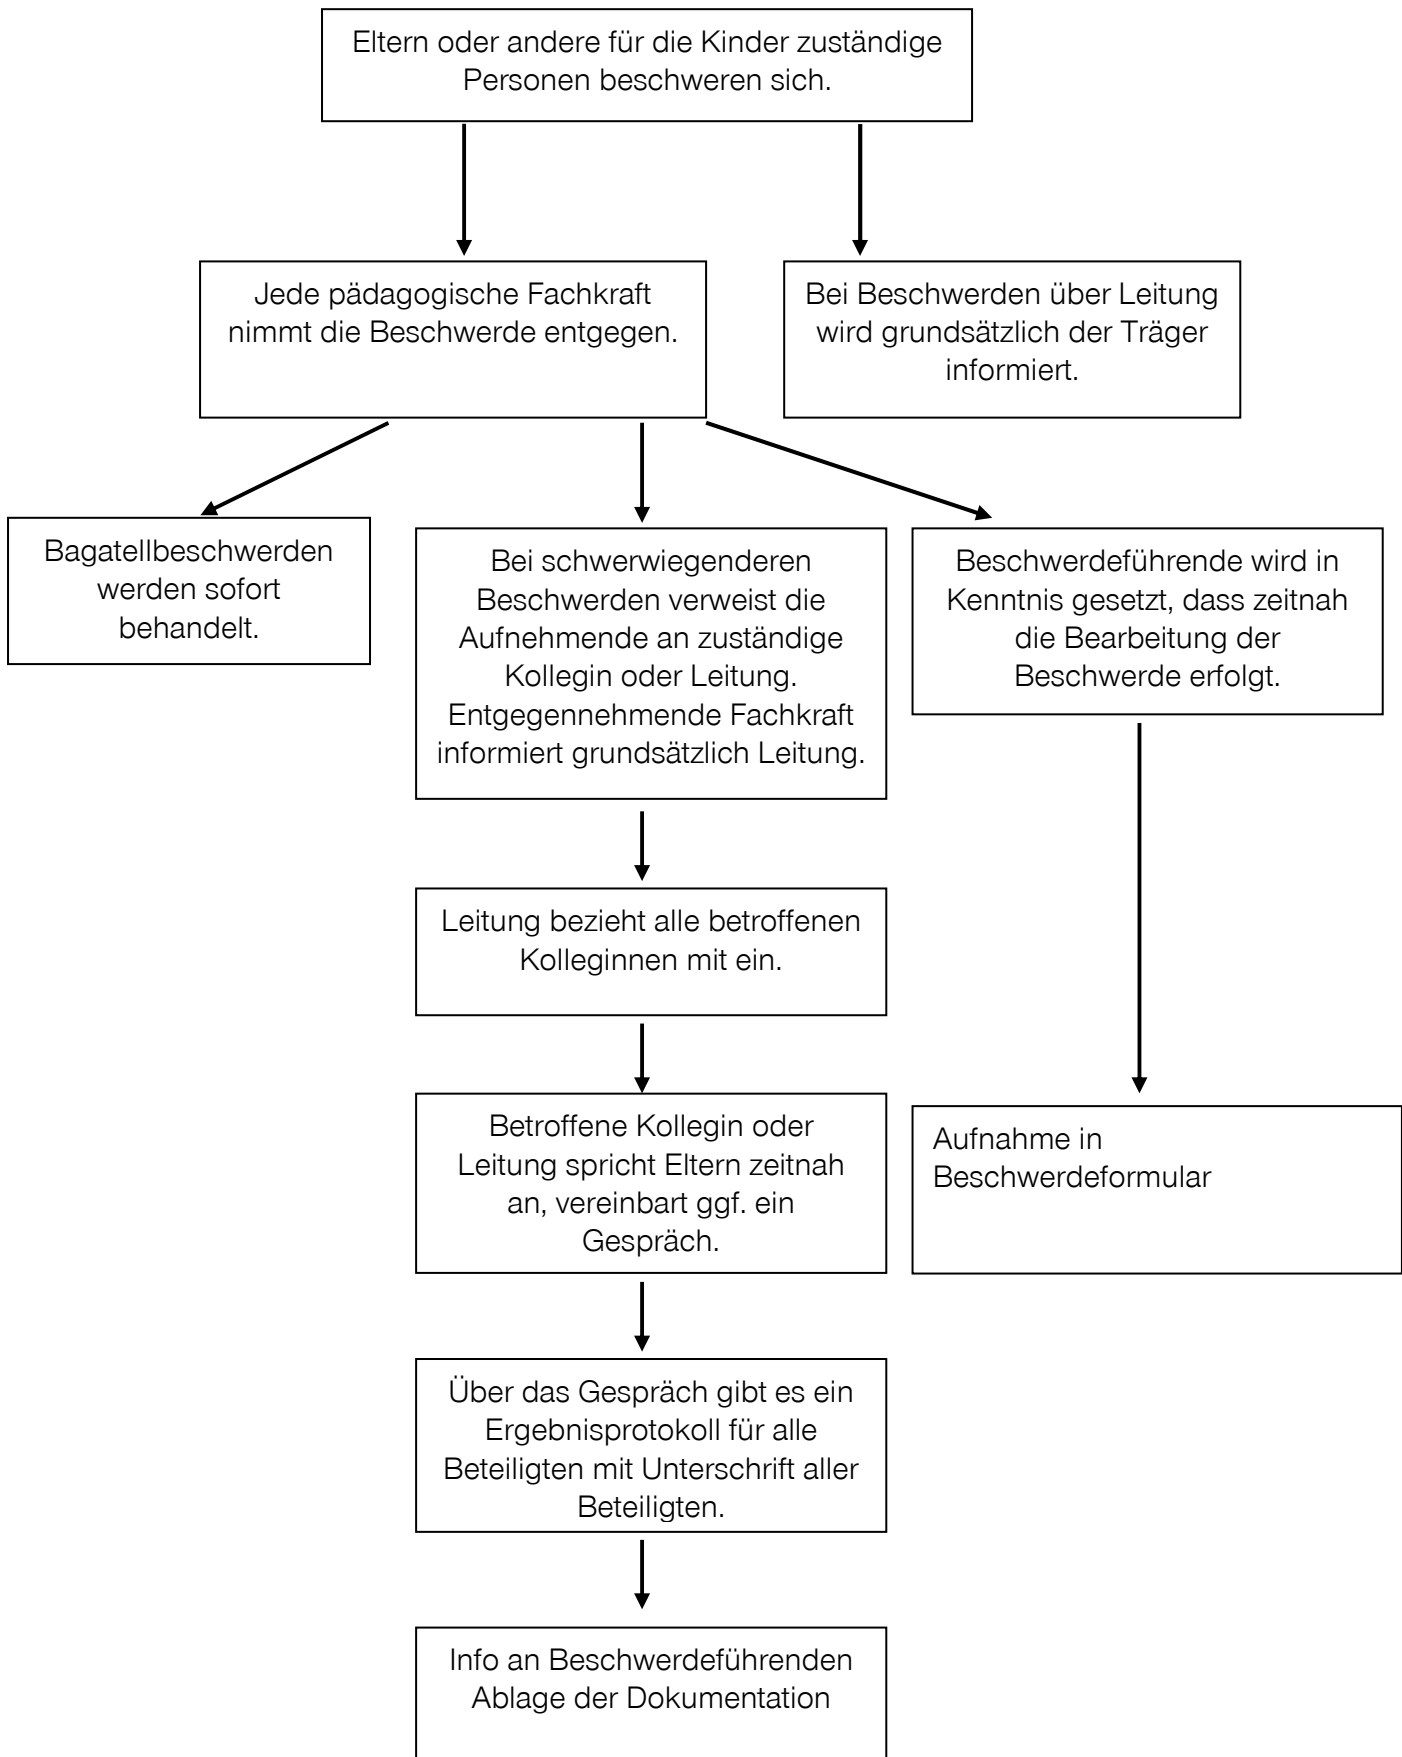 Eltern oder andere für die Kinder zuständige
Personen beschweren sich.
Jede pädagogische Fachkraft
nimmt die Beschwerde entgegen.
Bei Beschwerden über Leitung
wird grundsätzlich der Träger
informiert.
Bagatellbeschwerden
werden sofort
behandelt.
Bei schwerwiegenderen
Beschwerden verweist die
Aufnehmende an zuständige
Kollegin oder Leitung.
Entgegennehmende Fachkraft
informiert grundsätzlich Leitung.
Beschwerdeführende wird in
Kenntnis gesetzt, dass zeitnah
die Bearbeitung der
Beschwerde erfolgt.
Leitung bezieht alle betroffenen
Kolleginnen mit ein.
Betroffene Kollegin oder
Leitung spricht Eltern zeitnah
an, vereinbart ggf. ein
Gespräch.
Aufnahme in
Beschwerdeformular
Über das Gespräch gibt es ein
Ergebnisprotokoll für alle
Beteiligten mit Unterschrift aller
Beteiligten.
Info an Beschwerdeführenden
Ablage der Dokumentation